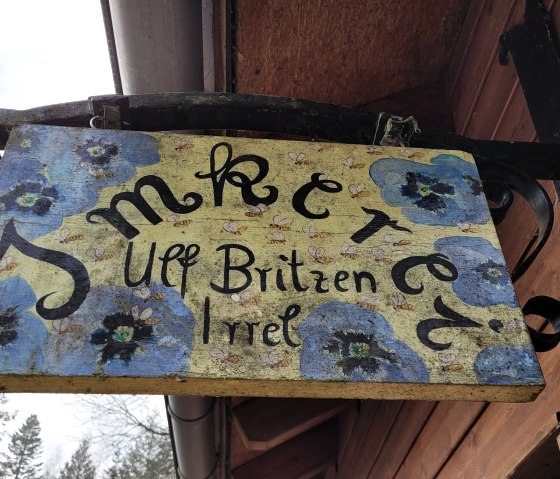 Imkerei
Ulf Britzen
Irrel